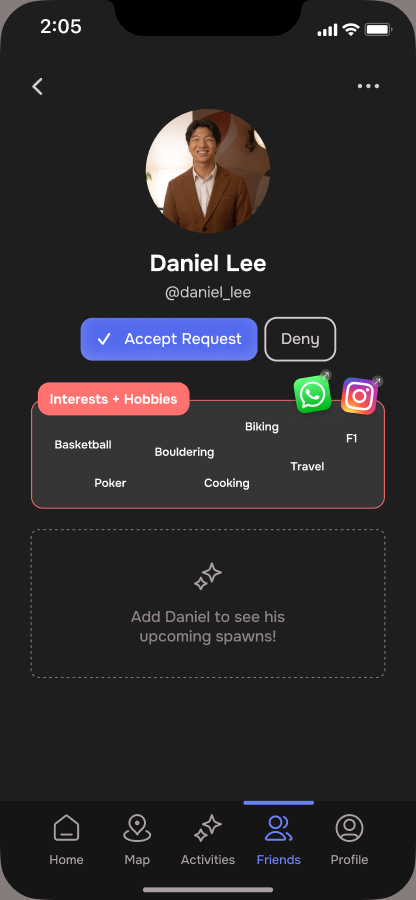 2:05
Daniel Lee
@daniel_lee
Accept Request
Deny
Interests + Hobbies
Biking
F1
Basketball
Bouldering
Travel
Poker
Cooking
Add Daniel to see his
upcoming spawns!
Home
Map
Activities
Friends
Profile